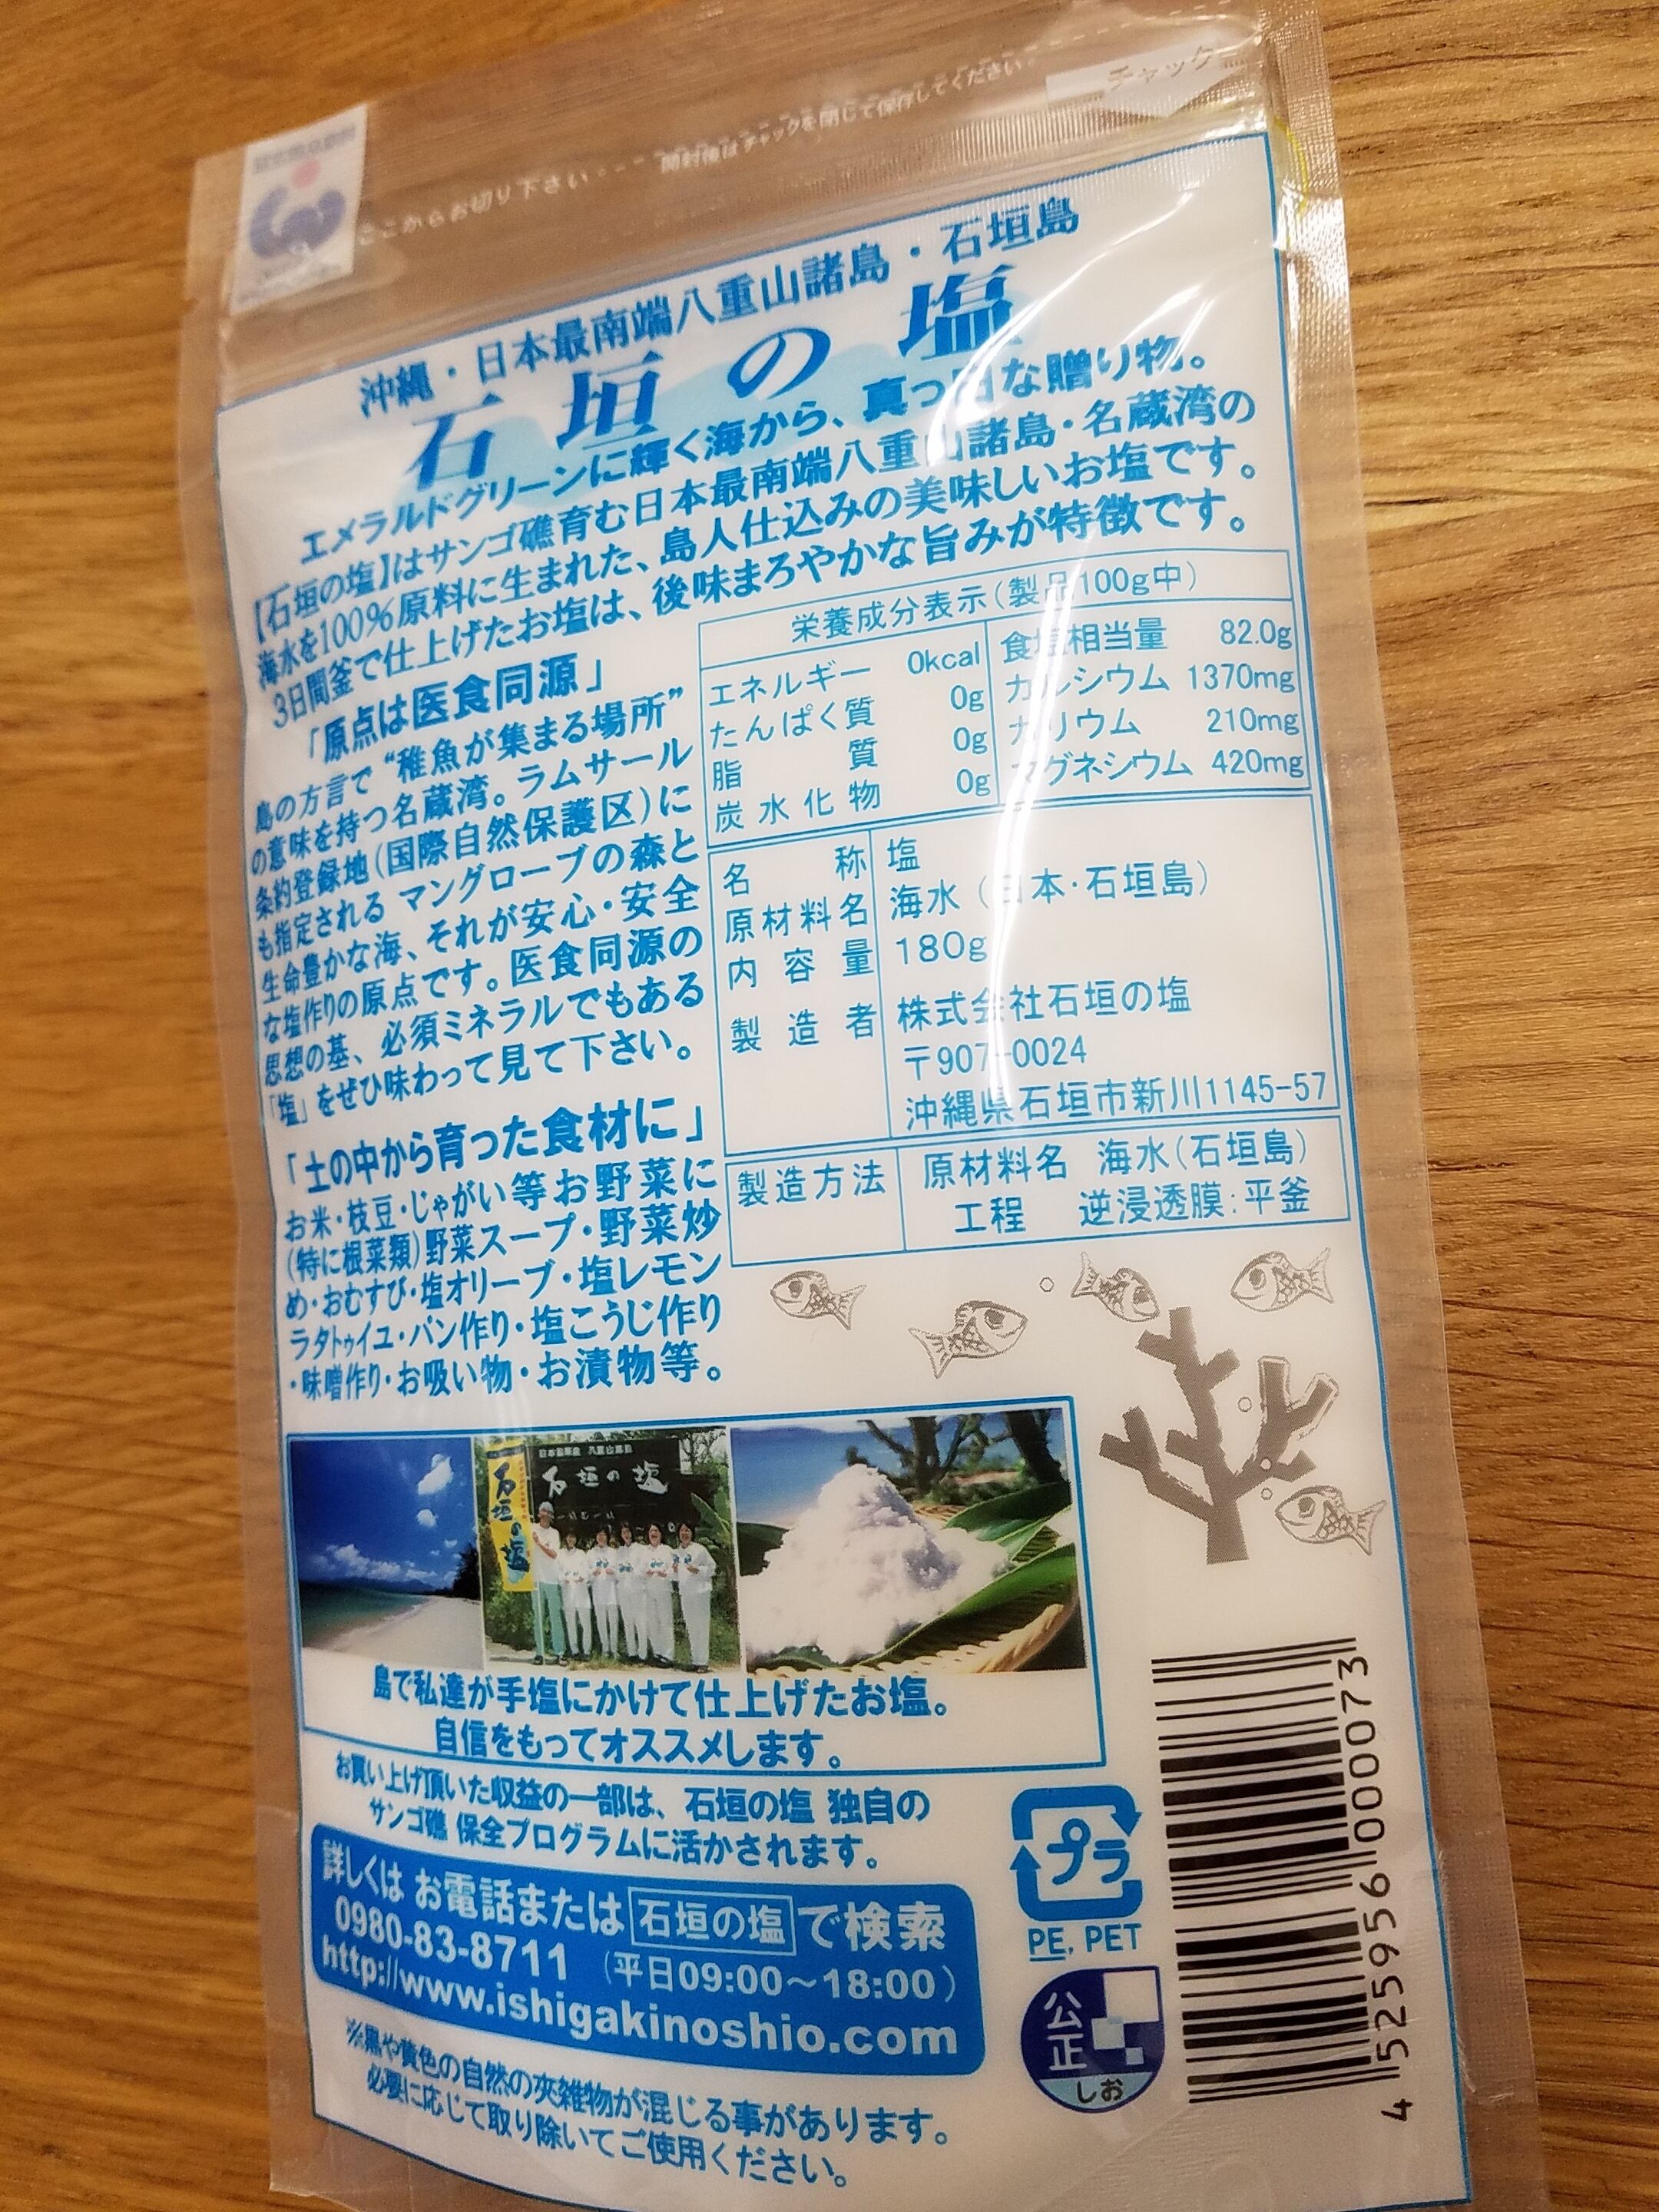 チャック
ここからお切り下さい。
開封後はチャックを閉じて保存してください。
沖縄・日本最南端八重山諸島・石垣島
石垣の塩
エメラルドグリーンに輝く海から、真っ白な贈り物。
【石垣の塩】はサンゴ礁育む日本最南端八重山諸島・名蔵湾の
海水を100%原料に生まれた、島人仕込みの美味しいお塩です。
3日間釜で仕上げたお塩は、後味まろやかな旨みが特徴です。
「原点は医食同源」
島の方言で“稚魚が集まる場所”
の意味を持つ名蔵湾。ラムサール
条約登録地(国際自然保護区)に
も指定される マングローブの森と
生命豊かな海、それが安心・安全
な塩作りの原点です。医食同源の
思想の基、必須ミネラルでもある
「塩」をぜひ味わって見て下さい。
「土の中から育った食材に」
お米・枝豆・じゃがい等お野菜に
(特に根菜類)野菜スープ・野菜炒
め・おむすび・塩オリーブ・塩レモン
ラタトゥイユ・パン作り・塩こうじ作り
・味噌作り・お吸い物・お漬物等。
栄養成分表示(製品100g中)
エネルギー 0kcal
たんぱく質 0g
脂質 0g
炭水化物 0g
食塩相当量 82.0g
カルシウム 1370mg
カリウム 210mg
マグネシウム 420mg
名称 塩
原材料名 海水(日本・石垣島)
内容量 180g
製造者 株式会社石垣の塩
〒907-0024
沖縄県石垣市新川1145-57
製造方法 原材料名 海水(石垣島)
工程 逆浸透膜:平釜
石垣の塩
石垣の塩
島で私達が手塩にかけて仕上げたお塩。
自信をもってオススメします。
お買い上げ頂いた収益の一部は、石垣の塩 独自の
サンゴ礁 保全プログラムに活かされます。
詳しくは お電話または 石垣の塩 で検索
0980-83-8711 (平日09:00〜18:00)
http://www.ishigakinoshio.com
※黒や黄色の自然の夾雑物が混じる事があります。
必要に応じて取り除いてご使用ください。
プラ
PE, PET
公正
しお
4525956000073